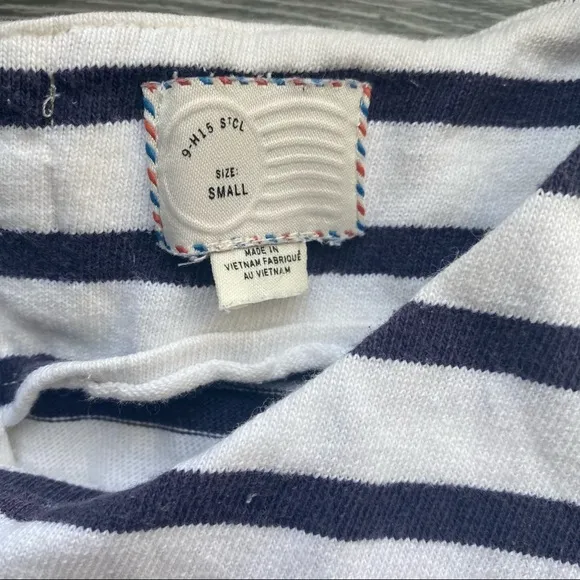 9-H15 STCL
SIZE:
SMALL
MADE IN
VIETNAM FABRIQUÉ
AU VIETNAM